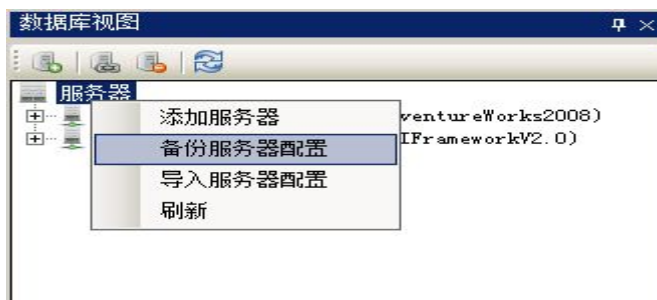 数据库视图
服务器
添加服务器
ventureWorks2008)
备份服务器配置
IFrameworkV2.0)
导入服务器配置
刷新